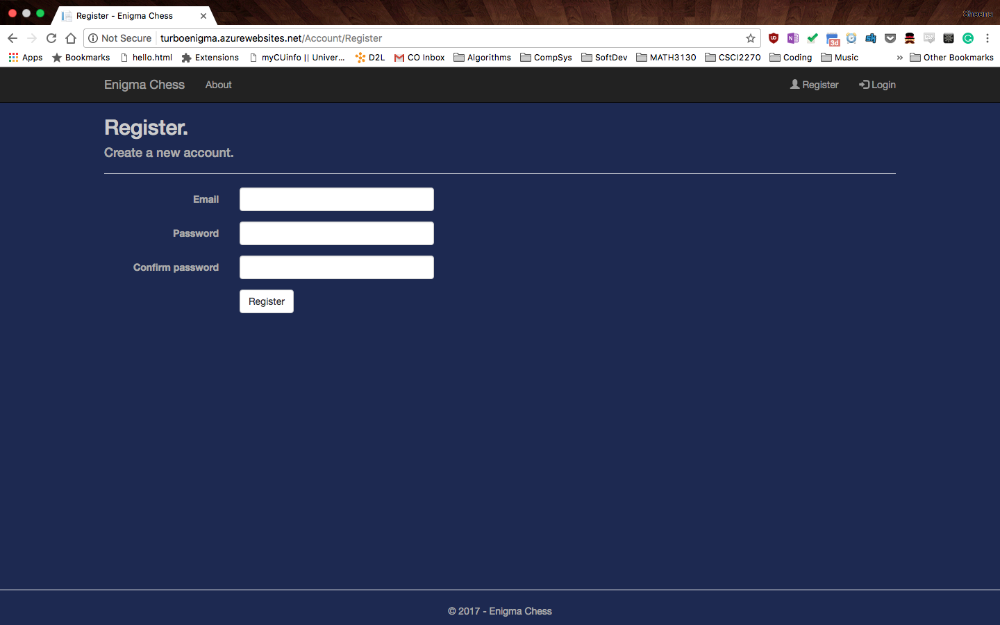 Register - Enigma Chess
Sheena
Not Secure turboenigma.azurewebsites.net/Account/Register
3d
Apps Bookmarks hello.html Extensions myCUinfo || Univer... D2L CO Inbox Algorithms CompSys SoftDev MATH3130 CSCI2270 Coding Music » Other Bookmarks
Enigma Chess About Register Login
Register.
Create a new account.
Email
Password
Confirm password
Register
© 2017 - Enigma Chess